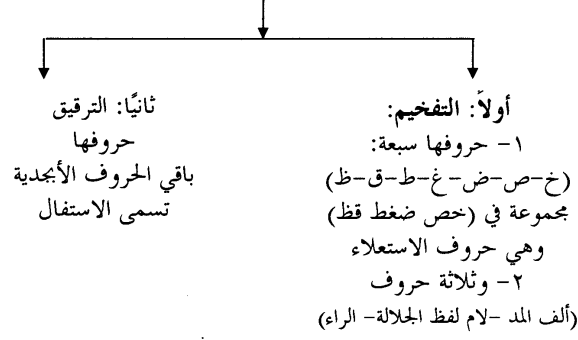 أولاً: التفخيم:
١- حروفها سبعة:
(خ-ص-ض-غ-ط-ق-ظ)
مجموعة في (خص ضغط قظ)
وهي حروف الاستعلاء
٢- وثلاثة حروف
(ألف المد -لام لفظ الجلالة- الراء)
ثانيًا: الترقيق
حروفها
باقي الحروف الأبجدية
تسمى الاستفال